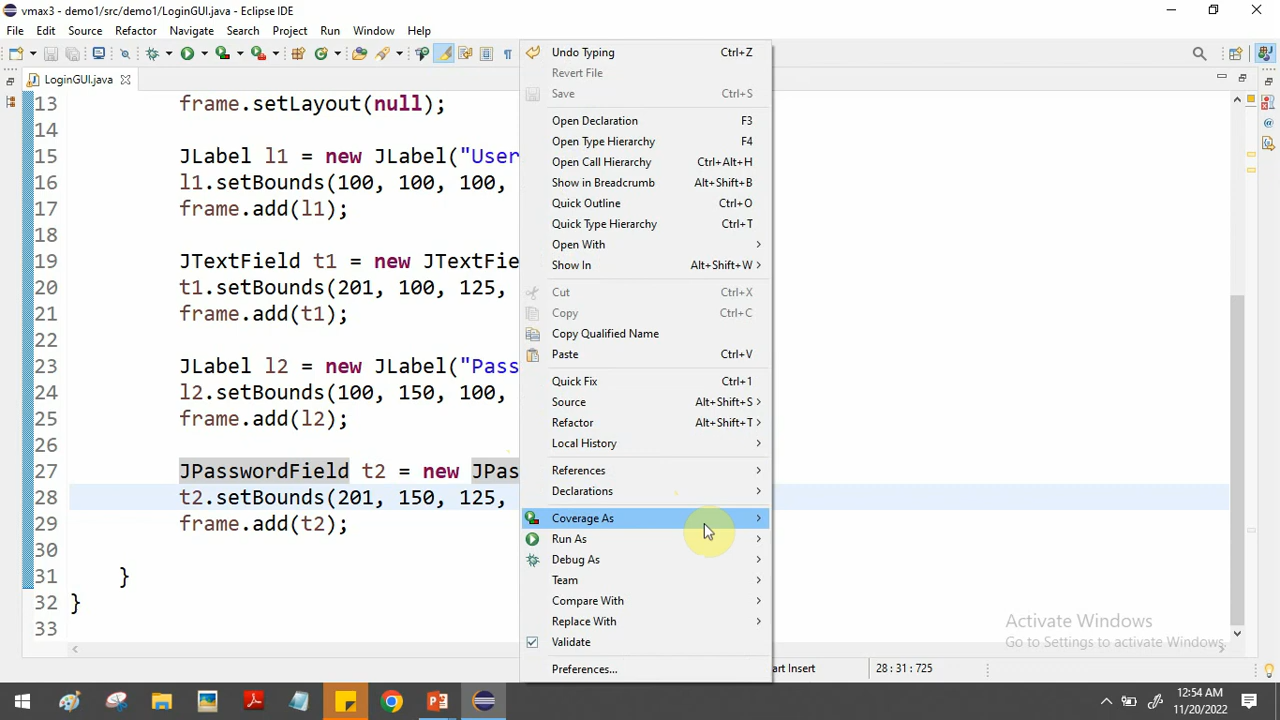 vmax3 - demo1/src/demo1/LoginGUI.java - Eclipse IDE
File Edit Source Refactor Navigate Search Project Run Window Help
LoginGUI.java
13 frame.setLayout(null);
14
15 JLabel l1 = new JLabel("User
16 l1.setBounds(100, 100, 100,
17 frame.add(l1);
18
19 JTextField t1 = new JTextFie
20 t1.setBounds(201, 100, 125,
21 frame.add(t1);
22
23 JLabel l2 = new JLabel("Pass
24 l2.setBounds(100, 150, 100,
25 frame.add(l2);
26
27 JPasswordField t2 = new JPas
28 t2.setBounds(201, 150, 125,
29 frame.add(t2);
30
31 }
32 }
33
Undo Typing Ctrl+Z
Revert File
Save Ctrl+S
Open Declaration F3
Open Type Hierarchy F4
Open Call Hierarchy Ctrl+Alt+H
Show in Breadcrumb Alt+Shift+B
Quick Outline Ctrl+O
Quick Type Hierarchy Ctrl+T
Open With
Show In Alt+Shift+W
Cut Ctrl+X
Copy Ctrl+C
Copy Qualified Name
Paste Ctrl+V
Quick Fix Ctrl+1
Source Alt+Shift+S
Refactor Alt+Shift+T
Local History
References
Declarations
Coverage As
Run As
Debug As
Team
Compare With
Replace With
Validate
Preferences...
Activate Windows
Go to Settings to activate Windows.
art Insert
28 : 31 : 725
12:54 AM
11/20/2022